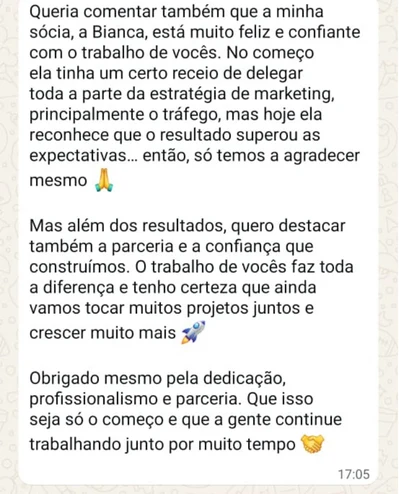 Queria comentar também que a minha
sócia, a Bianca, está muito feliz e confiante
com o trabalho de vocês. No começo
ela tinha um certo receio de delegar
toda a parte da estratégia de marketing,
principalmente o tráfego, mas hoje ela
reconhece que o resultado superou as
expectativas... então, só temos a agradecer
mesmo 🙏
Mas além dos resultados, quero destacar
também a parceria e a confiança que
construímos. O trabalho de vocês faz toda
a diferença e tenho certeza que ainda
vamos tocar muitos projetos juntos e
crescer muito mais 🚀
Obrigado mesmo pela dedicação,
profissionalismo e parceria. Que isso
seja só o começo e que a gente continue
trabalhando junto por muito tempo 🤝
17:05